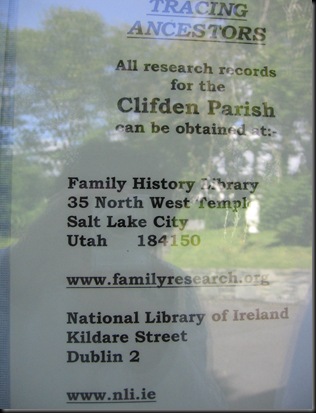 TRACING
ANCESTORS
All research records
for the
Clifden Parish
can be obtained at:-
Family History Library
35 North West Templ
Salt Lake City
Utah 184150
www.familyresearch.org
National Library of Ireland
Kildare Street
Dublin 2
www.nli.ie